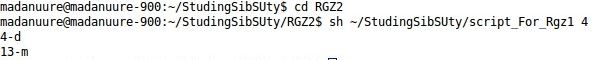 madanuure@madanuure-900:~/StudingSibSUty$ cd RGZ2
madanuure@madanuure-900:~/StudingSibSUty/RGZ2$ sh ~/StudingSibSUty/script_For_Rgz1 4
4-d
13-m